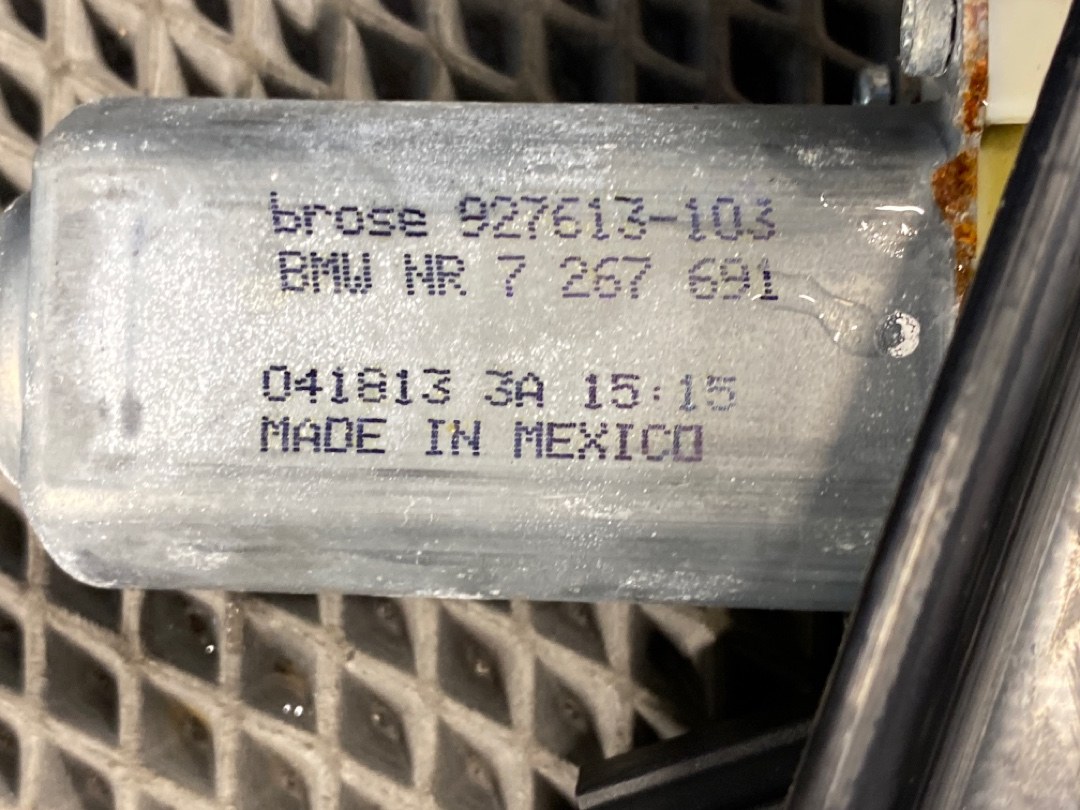 brose 927613-103
BMW NR 7 267 691
041813 3A 15:15
MADE IN MEXICO